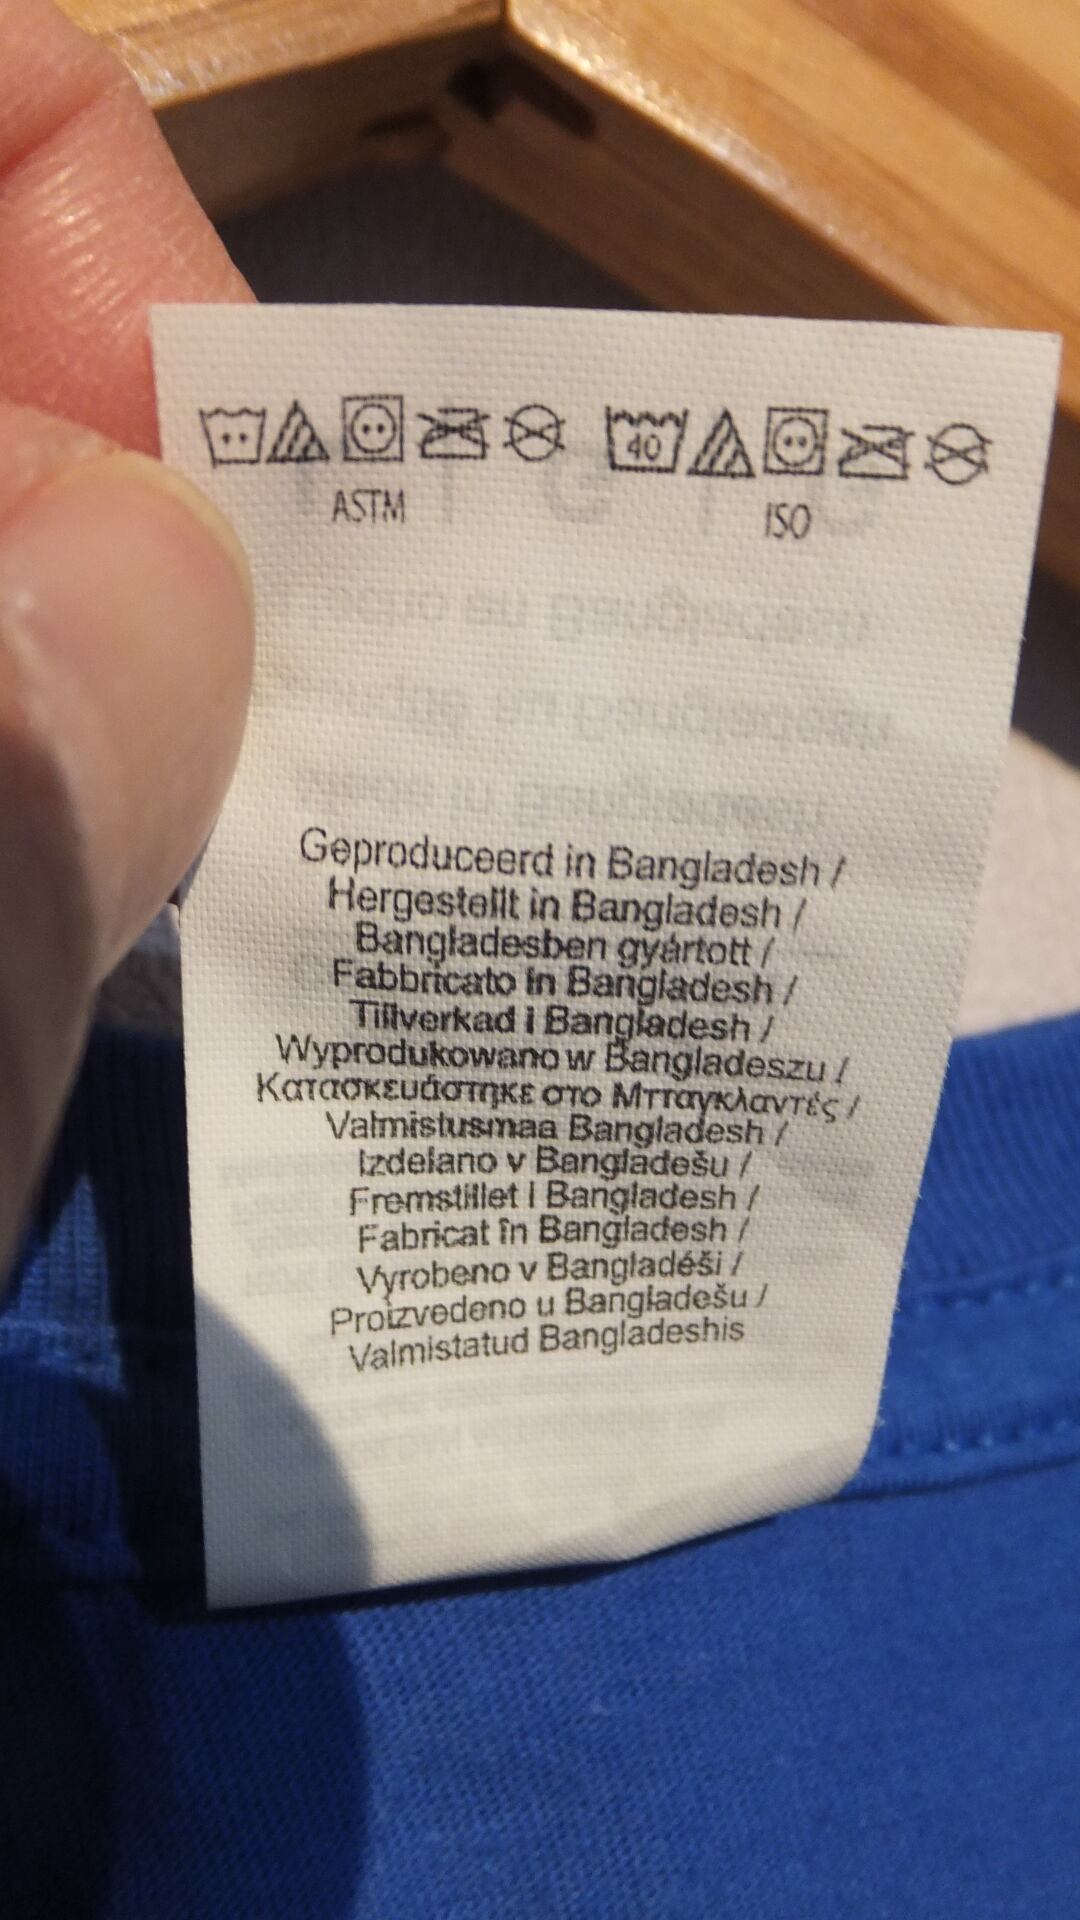 40
ASTM ISO
Geproduceerd in Bangladesh /
Hergestellt in Bangladesh /
Bangladesben gyártott /
Fabbricato in Bangladesh /
Tillverkad i Bangladesh /
Wyprodukowano w Bangladeszu /
Κατασκευάστηκε στο Μπαγκλαντές /
Valmistusmaa Bangladesh /
Izdelano v Bangladešu /
Fremstillet i Bangladesh /
Fabricat în Bangladesh /
Vyrobeno v Bangladéši /
Proizvedeno u Bangladešu /
Valmistatud Bangladeshis